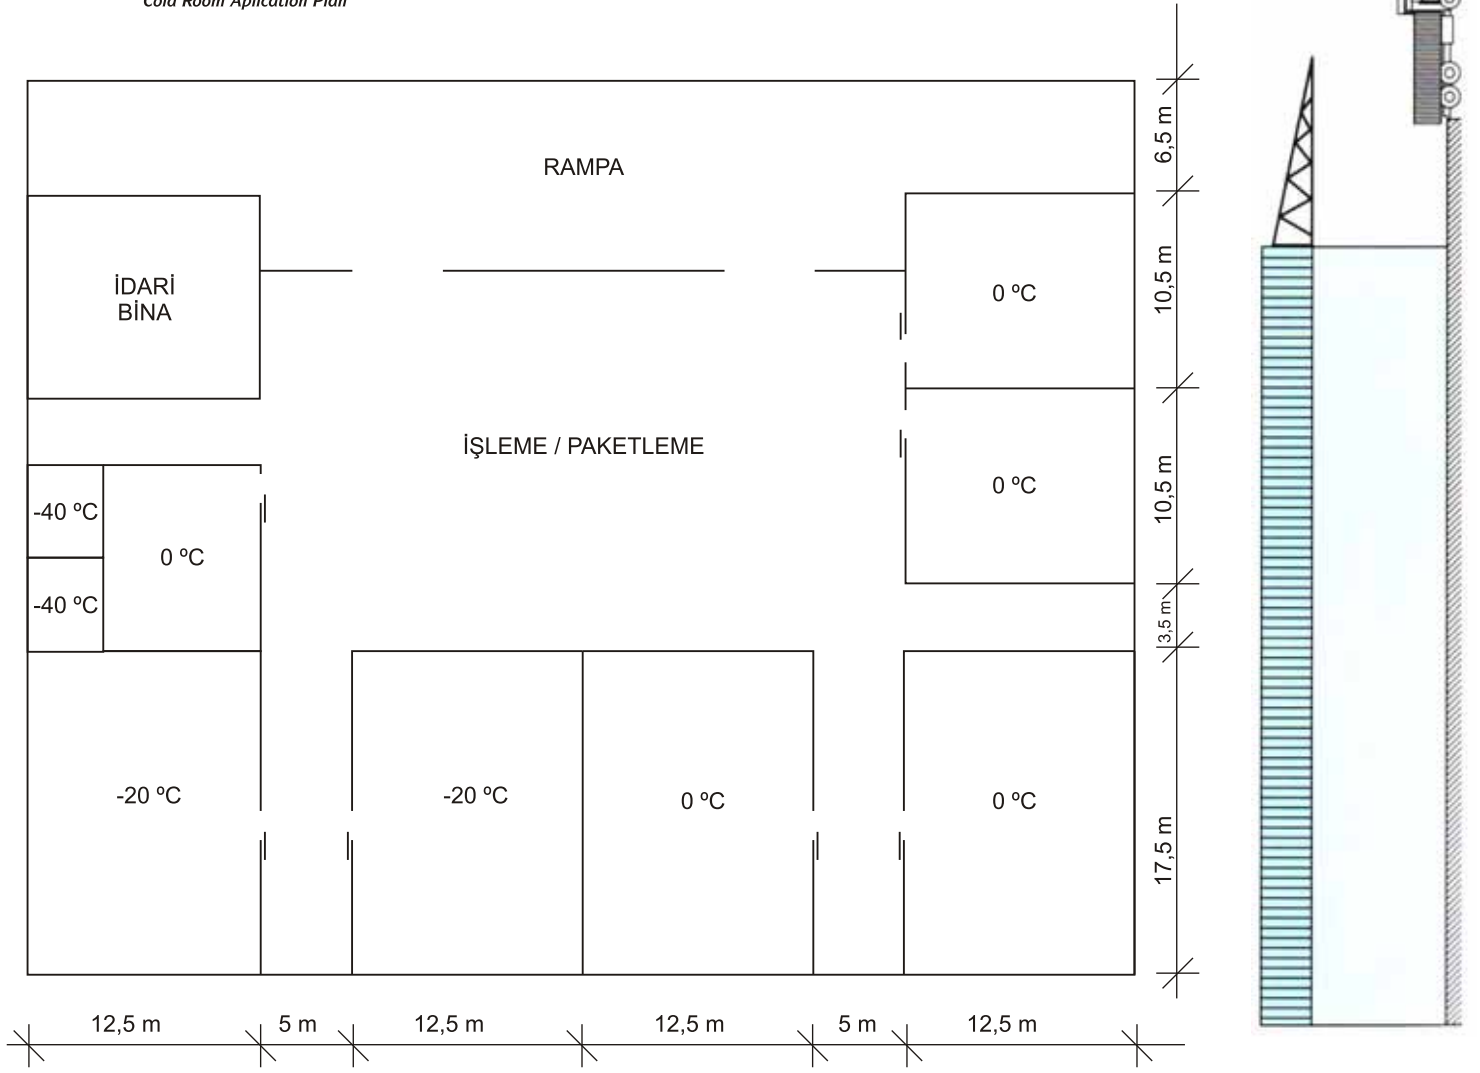 Cold Room Aplication Plan
RAMPA
6,5 m
İDARİ
BİNA
0 ºC
10,5 m
İŞLEME / PAKETLEME
0 ºC
10,5 m
-40 ºC
0 ºC
-40 ºC
3,5 m
-20 ºC
-20 ºC
0 ºC
0 ºC
17,5 m
12,5 m
5 m
12,5 m
12,5 m
5 m
12,5 m